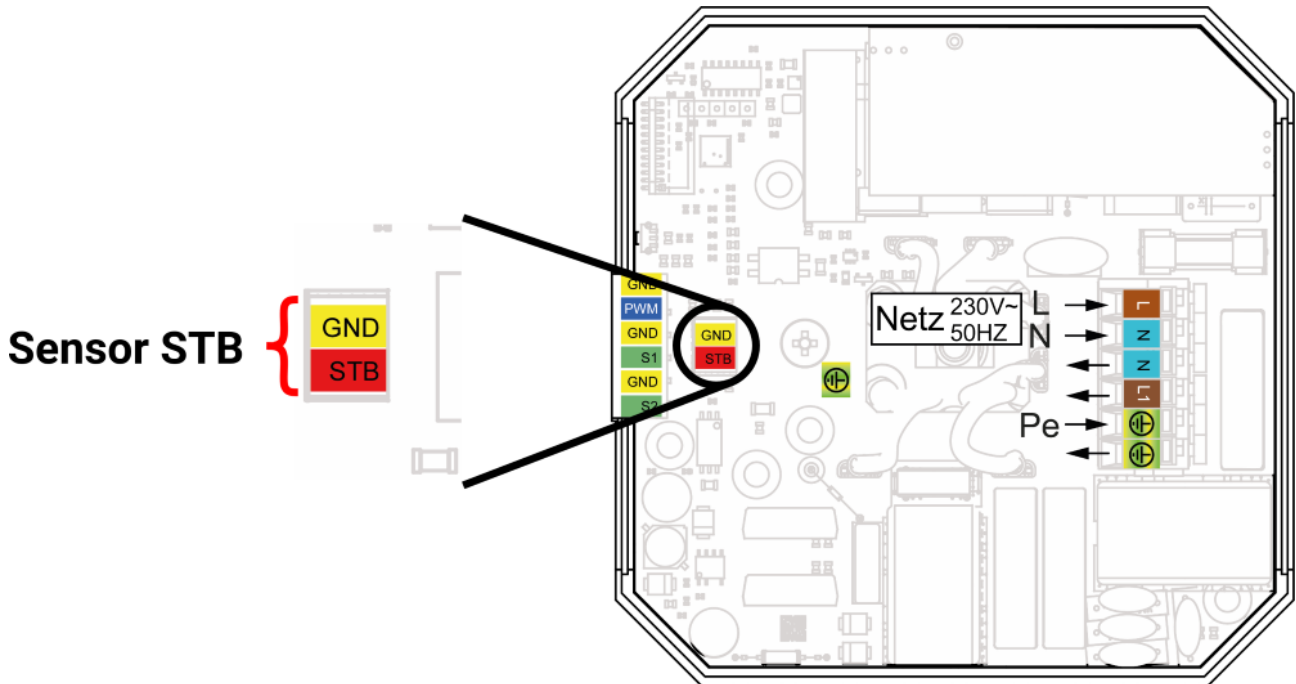 Sensor STB
GND
STB
GND
PWM
GND
S1
GND
S2
GND
STB
Netz 230V~
50HZ
L
N
Pe
L
N
N
L1